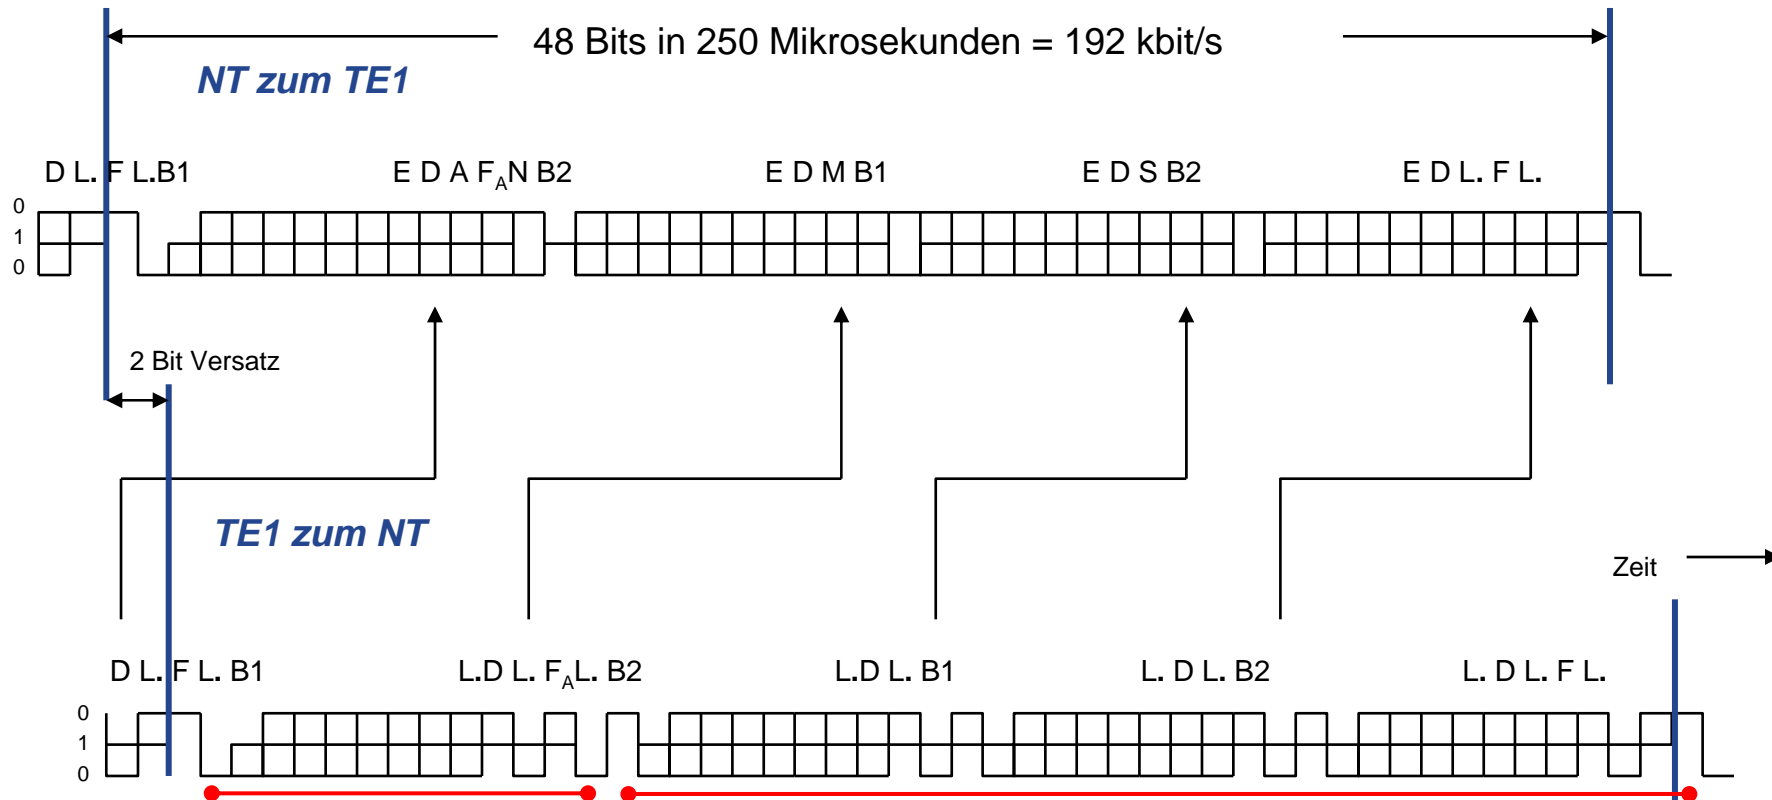 48 Bits in 250 Mikrosekunden = 192 kbit/s
NT zum TE1
D L. F L.B1 E D A FAN B2 E D M B1 E D S B2 E D L. F L.
0
1
0
2 Bit Versatz
TE1 zum NT
Zeit
D L. F L. B1 L.D L. FAL. B2 L.D L. B1 L. D L. B2 L. D L. F L.
0
1
0